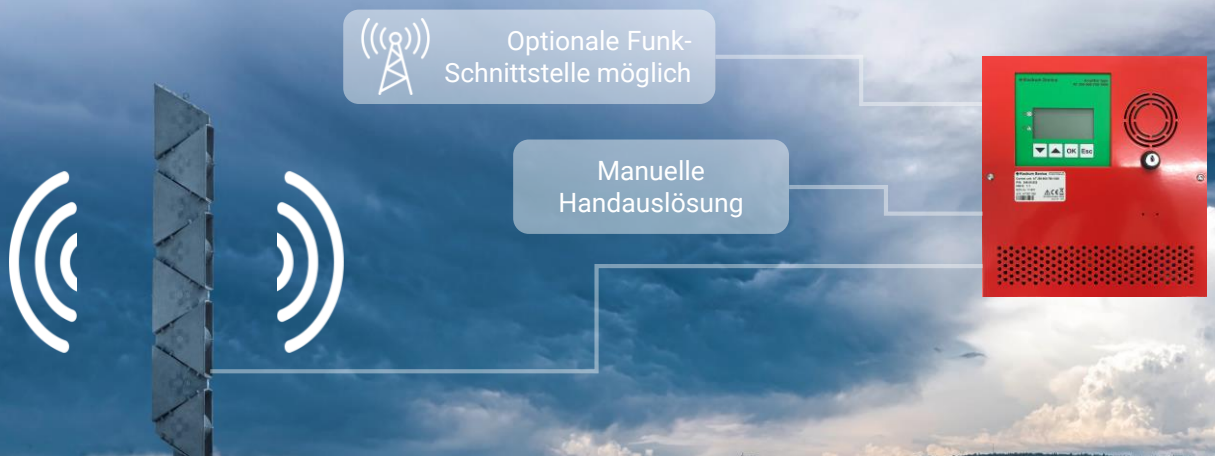 Optionale Funk-
Schnittstelle möglich
Manuelle
Handauslösung
OK Esc